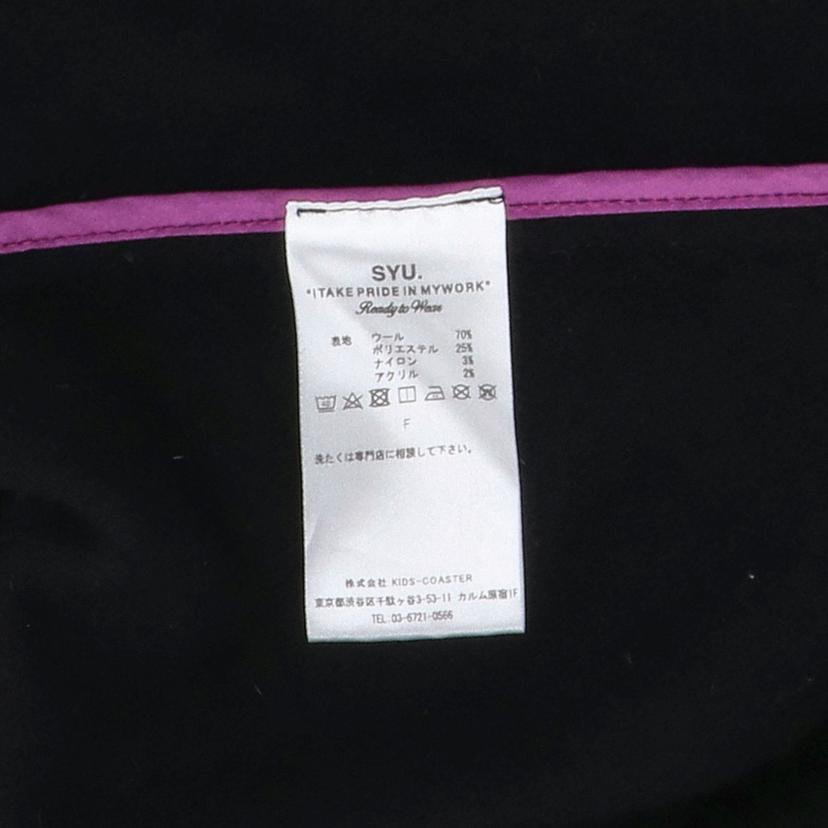 SYU.
"I TAKE PRIDE IN MY WORK"
Ready to Wear
表地 ウール 70%
ポリエステル 25%
ナイロン 3%
アクリル 2%
40
F
洗たくは専門店に相談して下さい。
株式会社 KIDS-COASTER
東京都渋谷区千駄ヶ谷3-53-11 カルム原宿1F
TEL:03-6721-0566